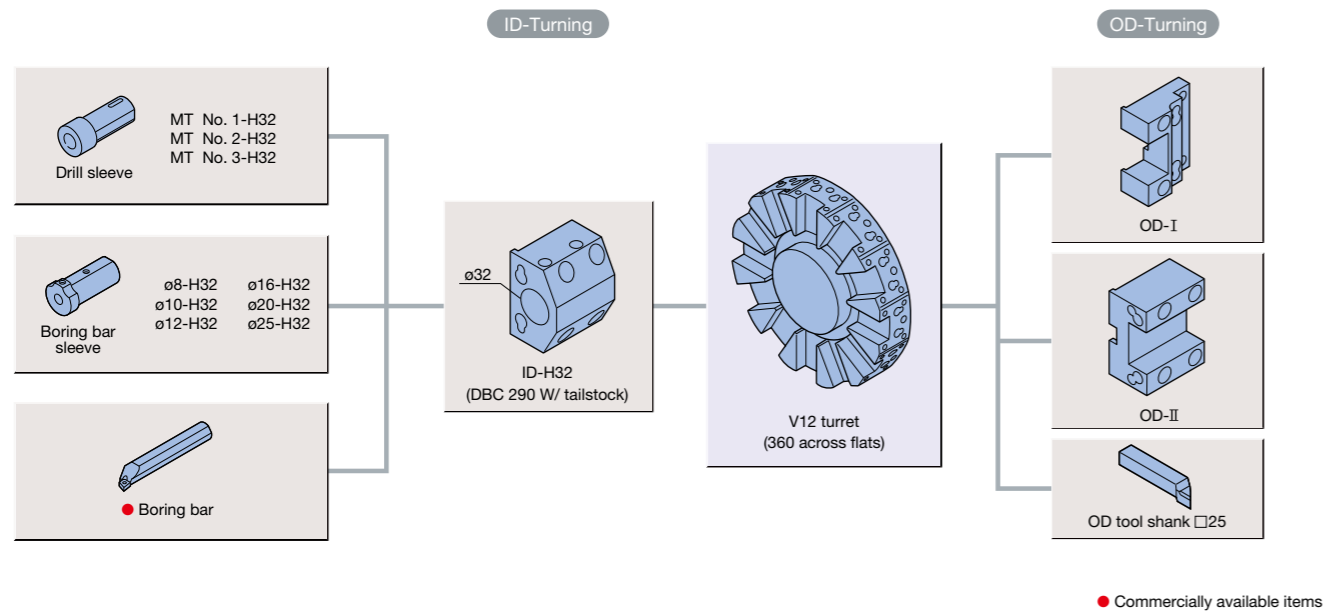 ID-Turning
OD-Turning
MT No. 1-H32
MT No. 2-H32
MT No. 3-H32
Drill sleeve
ø8-H32 ø16-H32
ø10-H32 ø20-H32
ø12-H32 ø25-H32
Boring bar
sleeve
● Boring bar
ø32
ID-H32
(DBC 290 W/ tailstock)
V12 turret
(360 across flats)
OD-Ⅰ
OD-Ⅱ
OD tool shank □25
● Commercially available items